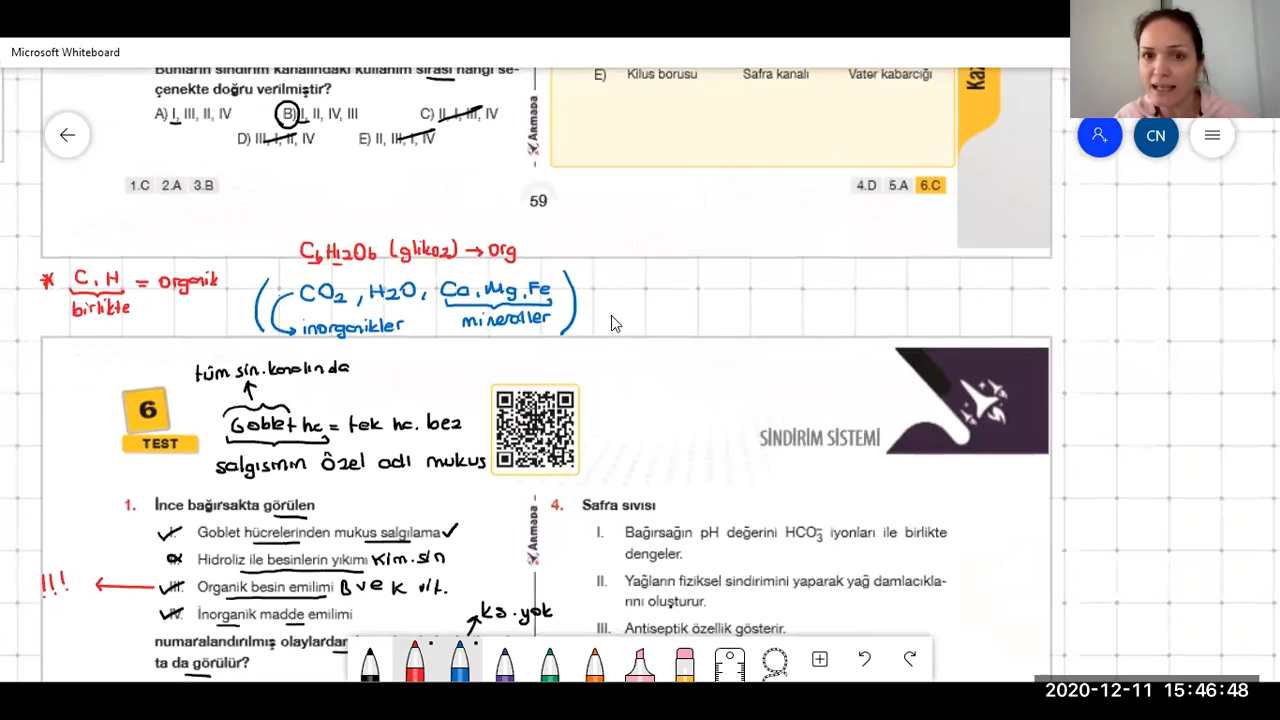 Microsoft Whiteboard
Bunların sindirim kanalındaki kullanım sırası hangi se-
çenekte doğru verilmiştir?
A) I, III, II, IV
B) I, II, IV, III
C) II, I, III, IV
D) III, I, II, IV
E) II, III, I, IV
1.C 2.A 3.B
ARMADA
59
E) Kilus borusu Safra kanalı Vater kabarcığı
4.D 5.A 6.C
CN
C6H12O6 (glikoz) → org
* C, H = organik
birlikte
(CO2, H2O, Ca, Mg, Fe)
inorganikler
mineraller
6
TEST
tüm sin. kanalında
Goblet hc = tek hc. bez
salgısının özel adı mukus
SİNDİRİM SİSTEMİ
1. İnce bağırsakta görülen
I. Goblet hücrelerinden mukus salgılama
Hidroliz ile besinlerin yıkımı kim. sin
!!! ← III. Organik besin emilimi B ve K vit.
IV. İnorganik madde emilimi
ks. yok
numaralandırılmış olaylardan
ta da görülür?
ARMADA
4. Safra sıvısı
I. Bağırsağın pH değerini HCO3- iyonları ile birlikte
dengeler.
II. Yağların fiziksel sindirimini yaparak yağ damlacıkla-
rını oluşturur.
III. Antiseptik özellik gösterir.
2020-12-11 15:46:48